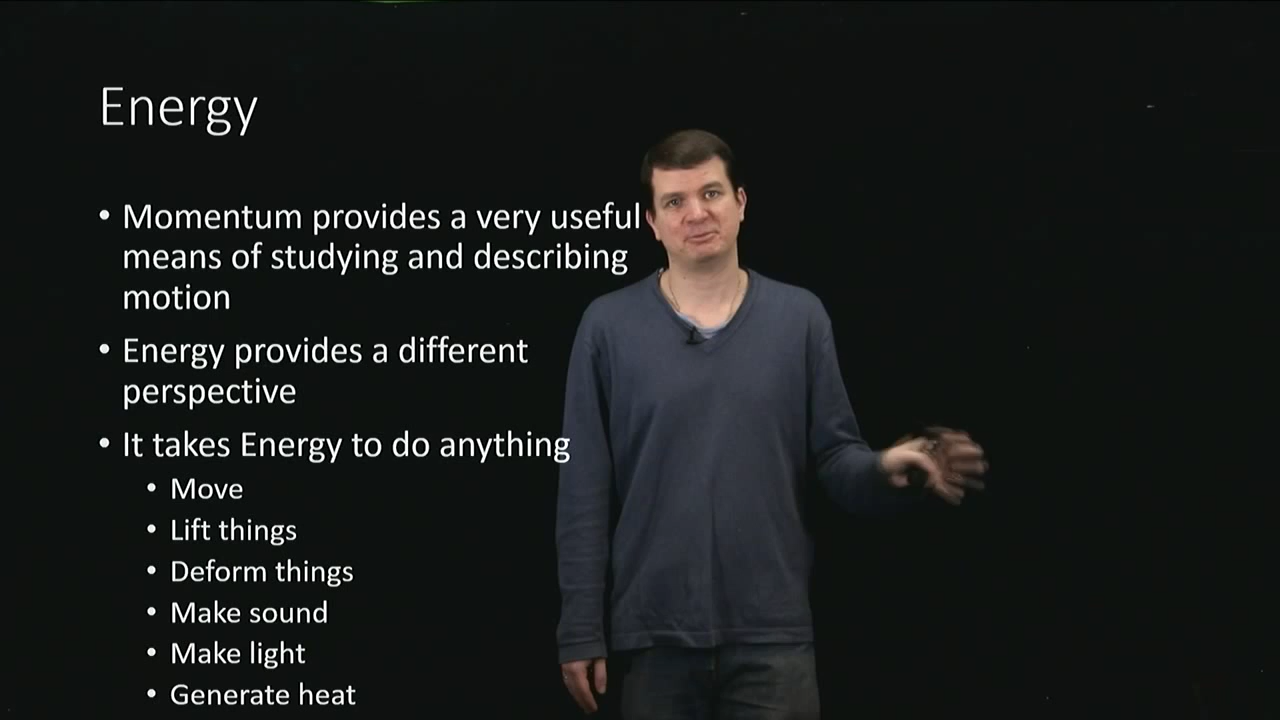 Energy
• Momentum provides a very useful
means of studying and describing
motion
• Energy provides a different
perspective
• It takes Energy to do anything
• Move
• Lift things
• Deform things
• Make sound
• Make light
• Generate heat